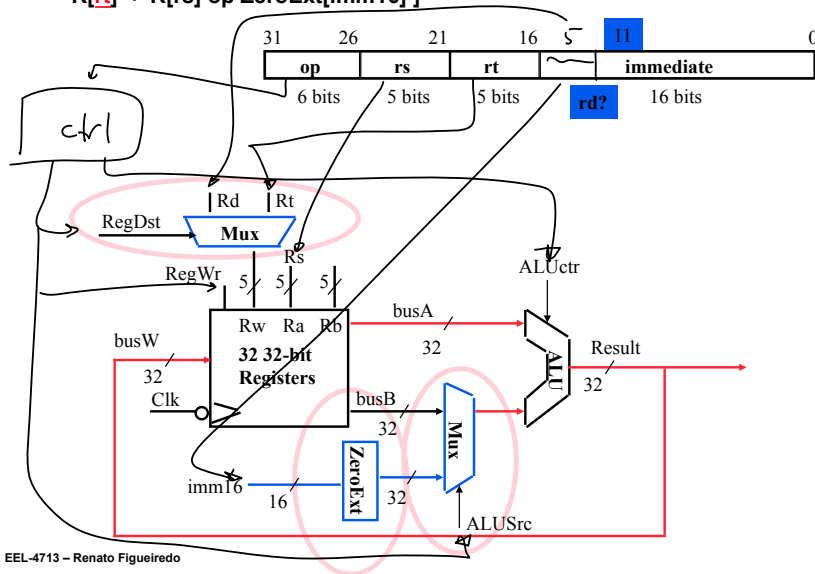 R[rt] R[rs] op ZeroExt[imm16] ]
31 26 21 16 5 11 0
op rs rt immediate
6 bits 5 bits 5 bits rd? 16 bits
ctrl
Rd Rt
RegDst Mux
Rs
RegWr 5 5 5 ALUctr
busW Rw Ra Rb busA
32 32 32-bit Registers 32 ALU Result 32
Clk busB 32 Mux
imm16 16 ZeroExt 32
ALUSrc
EEL-4713 – Renato Figueiredo